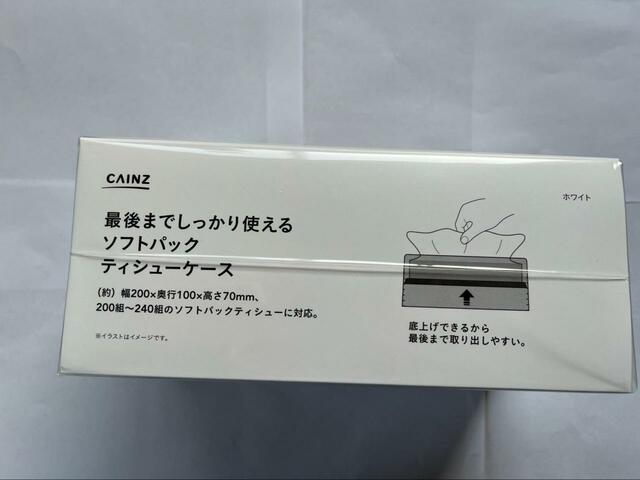 CAINZ
ホワイト
最後までしっかり使える
ソフトパック
ティシューケース
(約)幅200×奥行100×高さ70mm、
200組～240組のソフトパックティシューに対応。
※イラストはイメージです。
底上げできるから
最後まで取り出しやすい。